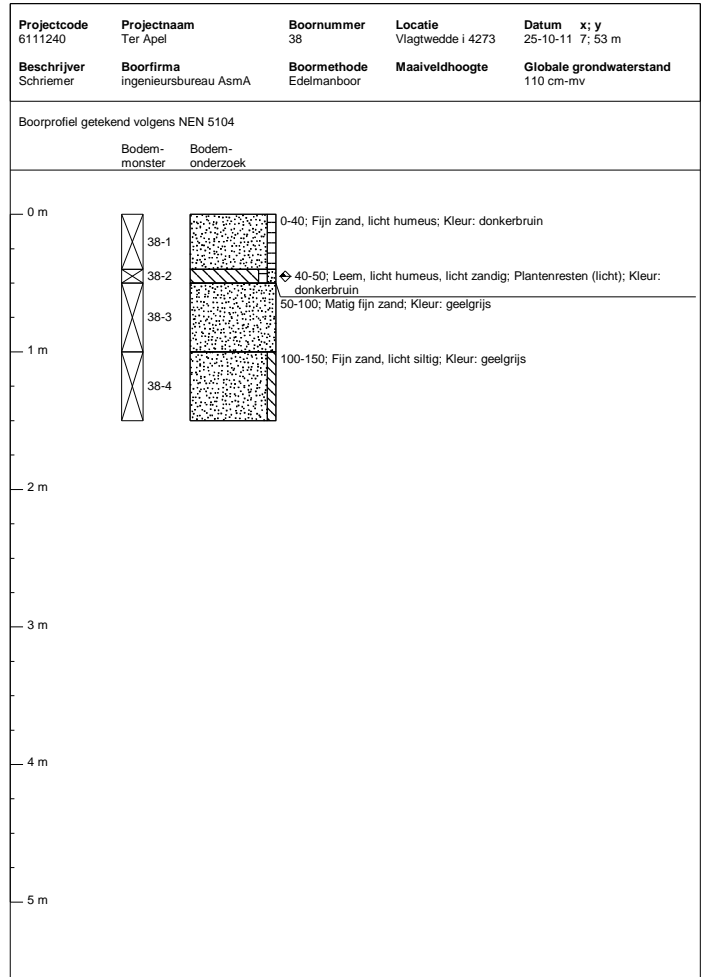 Projectcode Projectnaam Boornummer Locatie Datum x; y
6111240 Ter Apel 38 Vlagtwedde i 4273 25-10-11 7; 53 m
Beschrijver Boorfirma Boormethode Maaiveldhoogte Globale grondwaterstand
Schriemer ingenieursbureau AsmA Edelmanboor 110 cm-mv
Boorprofiel getekend volgens NEN 5104
Bodem- Bodem-
monster onderzoek
0 m
0-40; Fijn zand, licht humeus; Kleur: donkerbruin
38-1
38-2
40-50; Leem, licht humeus, licht zandig; Plantenresten (licht); Kleur:
donkerbruin
50-100; Matig fijn zand; Kleur: geelgrijs
38-3
1 m
100-150; Fijn zand, licht siltig; Kleur: geelgrijs
38-4
2 m
3 m
4 m
5 m